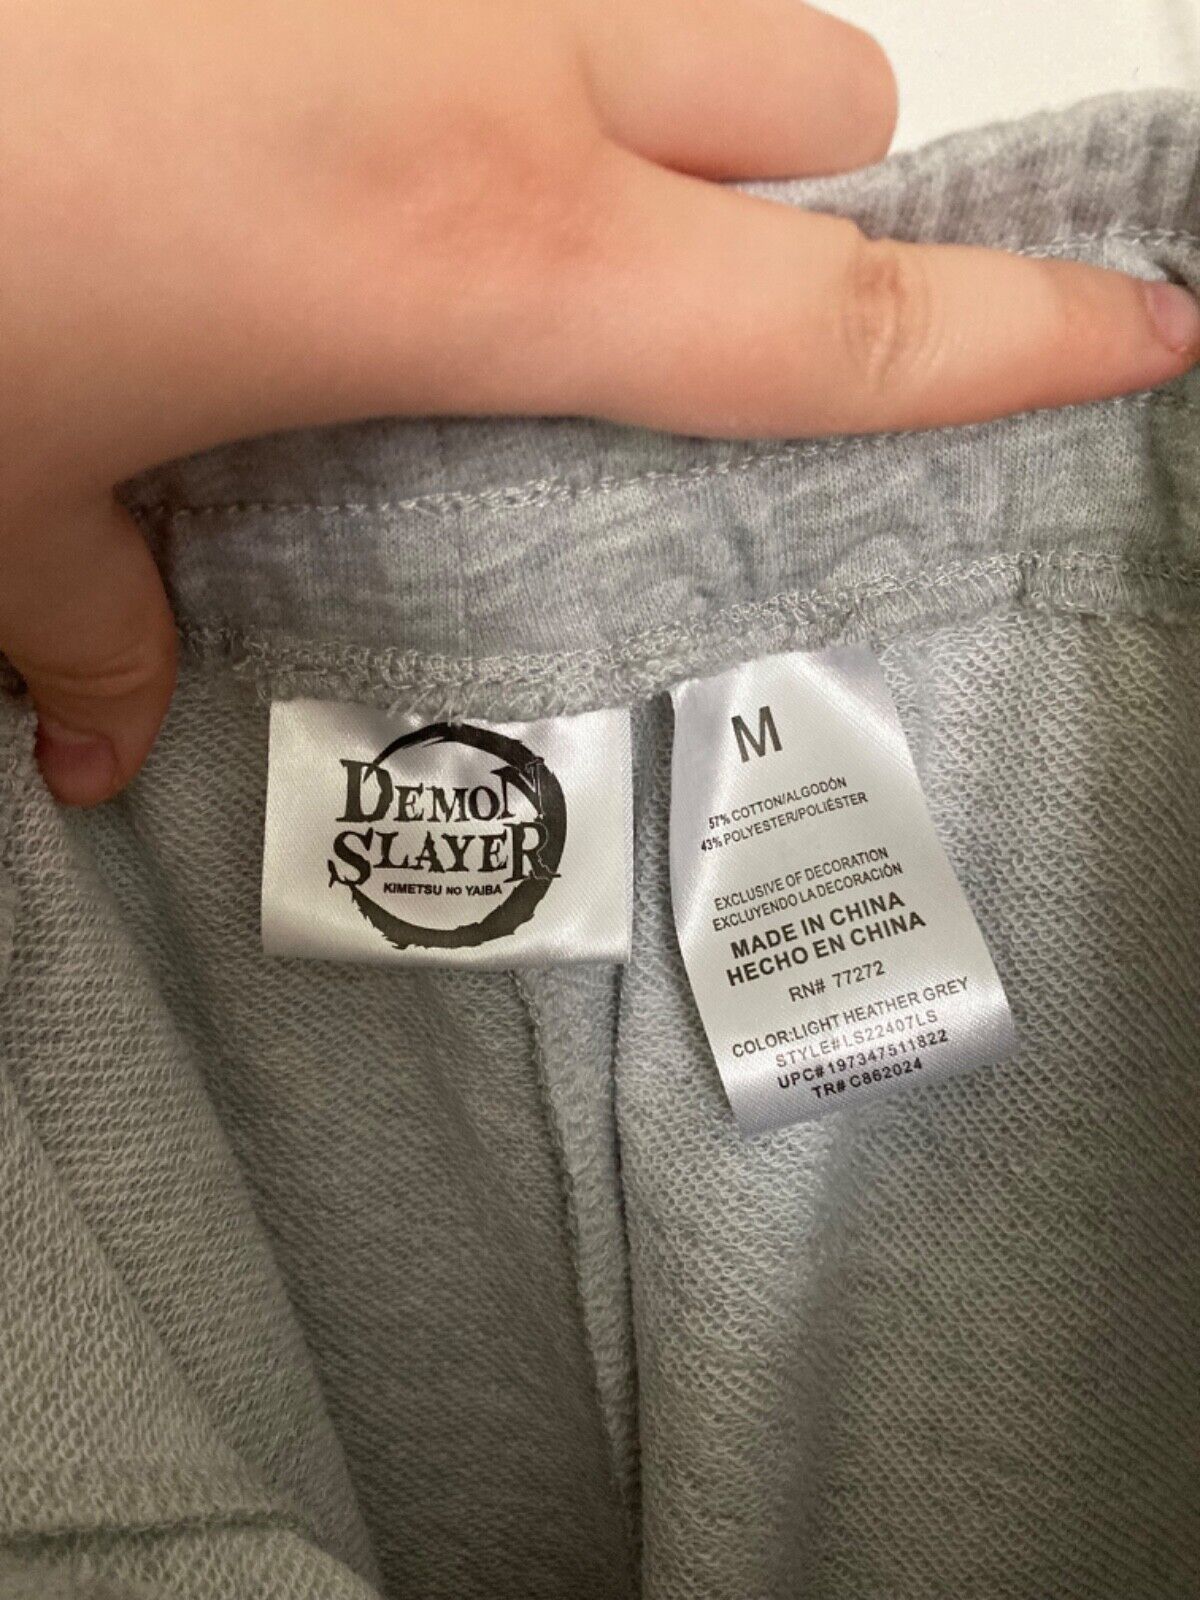 DEMON
SLAYER
KIMETSU NO YAIBA
M
57% COTTON/ALGODÓN
43% POLYESTER/POLIÉSTER
EXCLUSIVE OF DECORATION
EXCLUYENDO LA DECORACIÓN
MADE IN CHINA
HECHO EN CHINA
RN# 77272
COLOR:LIGHT HEATHER GREY
STYLE#LS22407LS
UPC#197347511822
TR# C862024